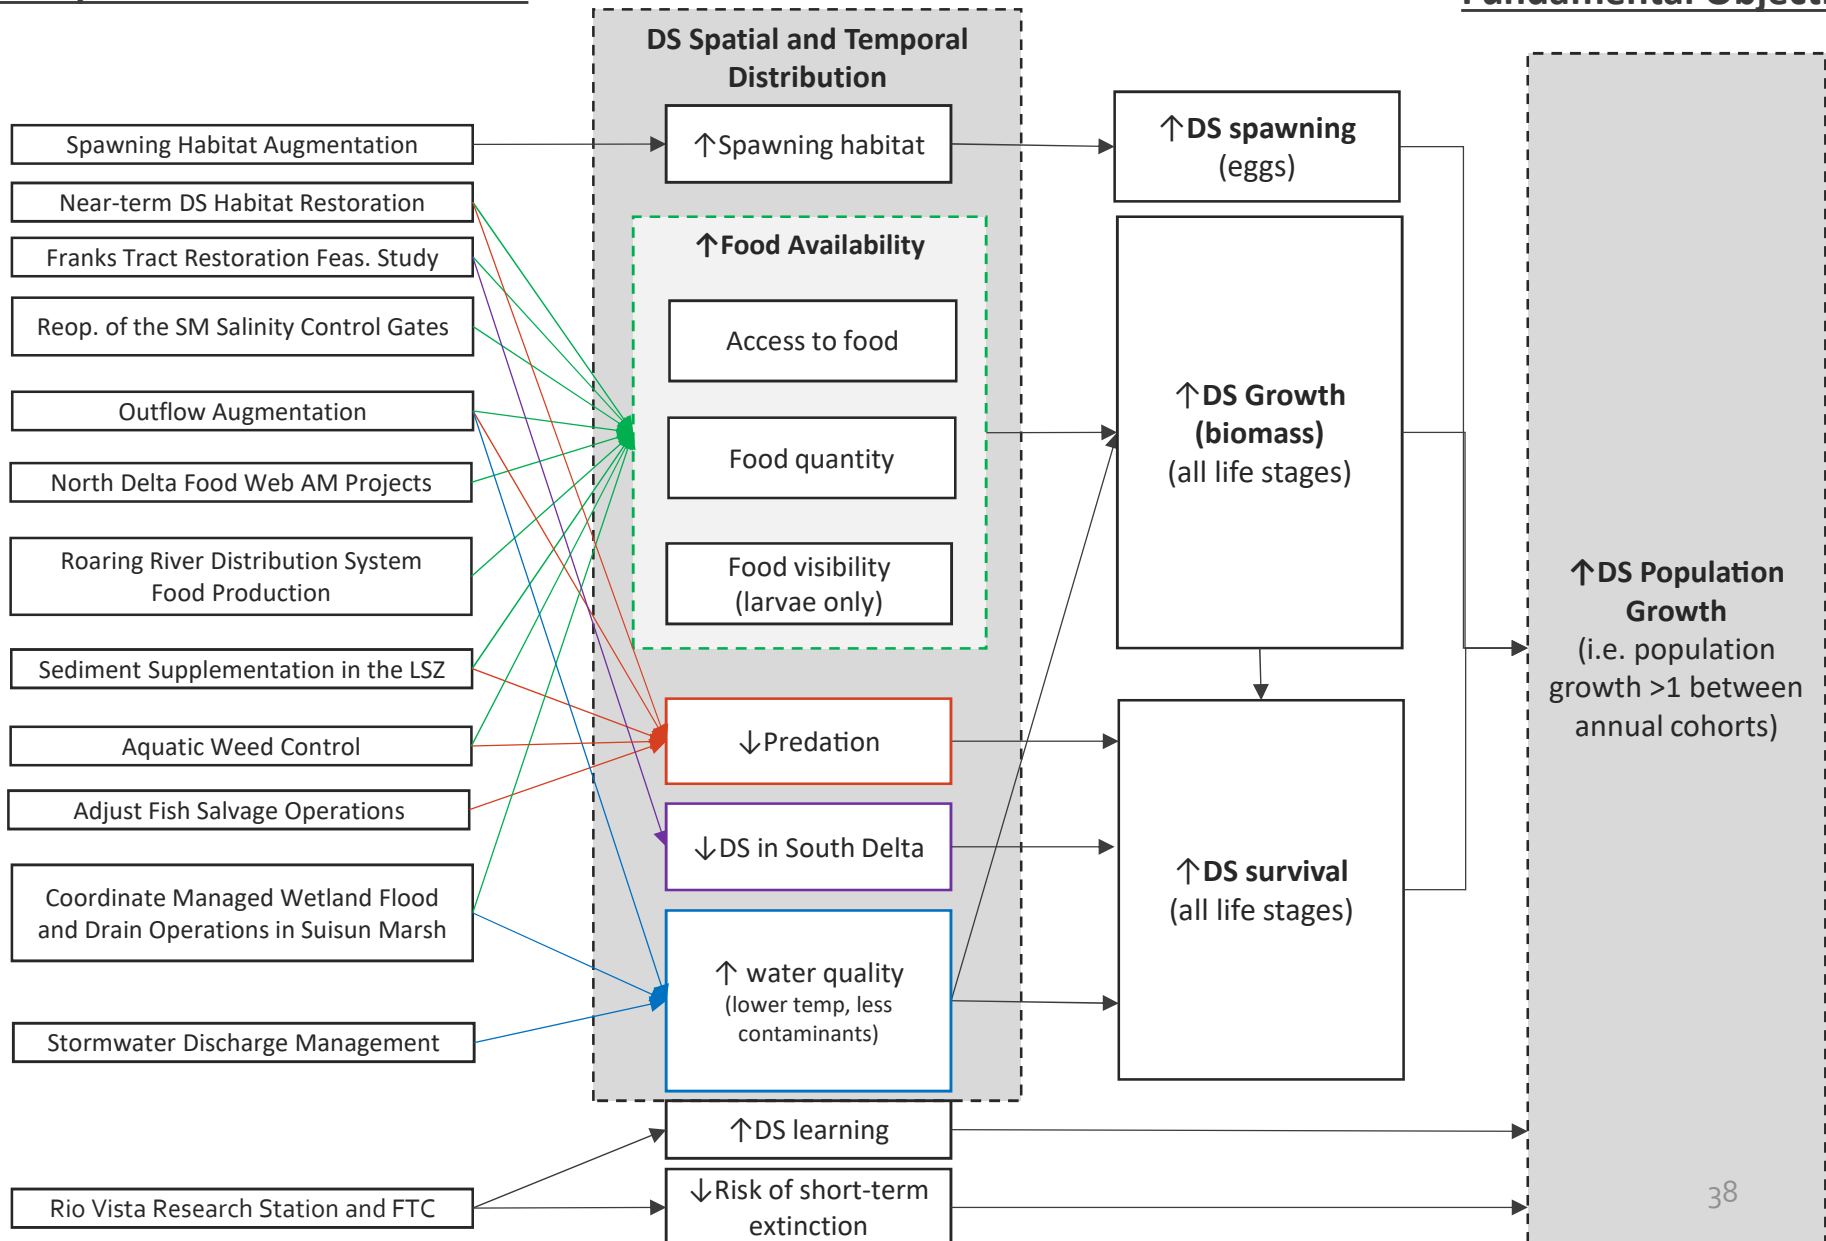 DS Spatial and Temporal
Distribution
Spawning Habitat Augmentation
Near-term DS Habitat Restoration
Franks Tract Restoration Feas. Study
Reop. of the SM Salinity Control Gates
Outflow Augmentation
North Delta Food Web AM Projects
Roaring River Distribution System
Food Production
Sediment Supplementation in the LSZ
Aquatic Weed Control
Adjust Fish Salvage Operations
Coordinate Managed Wetland Flood
and Drain Operations in Suisun Marsh
Stormwater Discharge Management
Rio Vista Research Station and FTC
↑Spawning habitat
↑Food Availability
Access to food
Food quantity
Food visibility
(larvae only)
↓Predation
↓DS in South Delta
↑ water quality
(lower temp, less
contaminants)
↑DS learning
↓Risk of short-term
extinction
↑DS spawning
(eggs)
↑DS Growth
(biomass)
(all life stages)
↑DS survival
(all life stages)
↑DS Population
Growth
(i.e. population
growth >1 between
annual cohorts)
38